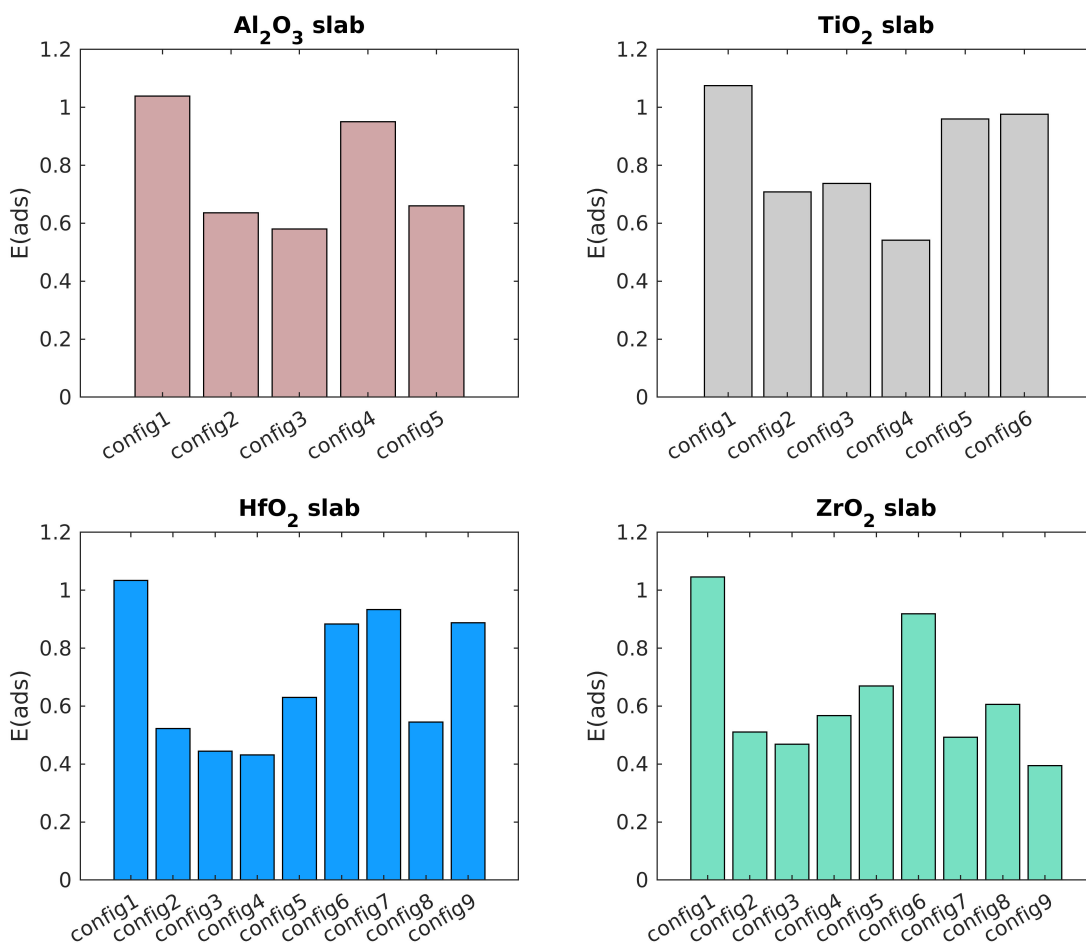 Al₂O₃ slab
1.2
1
0.8
0.6
0.4
0.2
0
E(ads)
config1 config2 config3 config4 config5
TiO₂ slab
1.2
1
0.8
0.6
0.4
0.2
0
E(ads)
config1 config2 config3 config4 config5 config6
HfO₂ slab
1.2
1
0.8
0.6
0.4
0.2
0
E(ads)
config1 config2 config3 config4 config5 config6 config7 config8 config9
ZrO₂ slab
1.2
1
0.8
0.6
0.4
0.2
0
E(ads)
config1 config2 config3 config4 config5 config6 config7 config8 config9